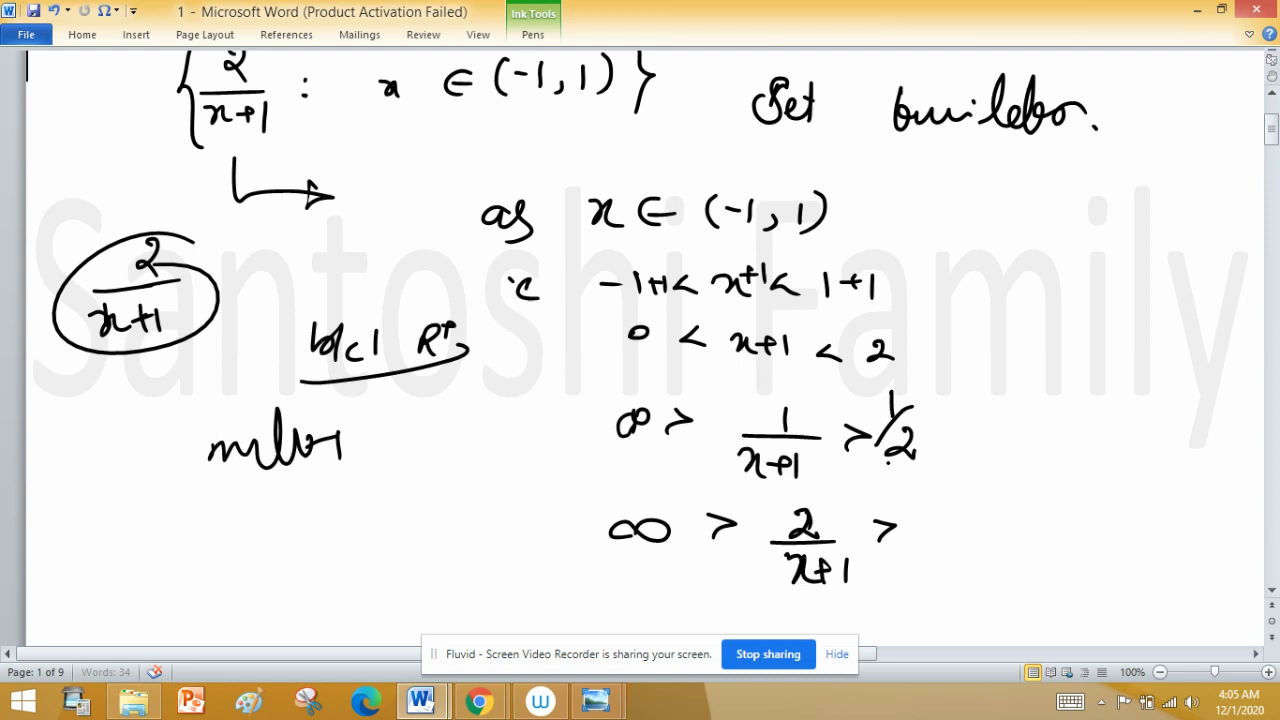 1 - Microsoft Word (Product Activation Failed)
Ink Tools
File Home Insert Page Layout References Mailings Review View Pens
{ 2/(x+1) : x ∈ (-1, 1) } Set
as x ∈ (-1, 1)
2/(x+1)
-1+1 < x+1 < 1+1
0 < x+1 < 2
∞ > 1/(x+1) > 1/2
∞ > 2/(x+1) >
Santoshi Family
Fluvid - Screen Video Recorder is sharing your screen. Stop sharing Hide
Page: 1 of 9 Words: 34 100%
4:05 AM
12/1/2020